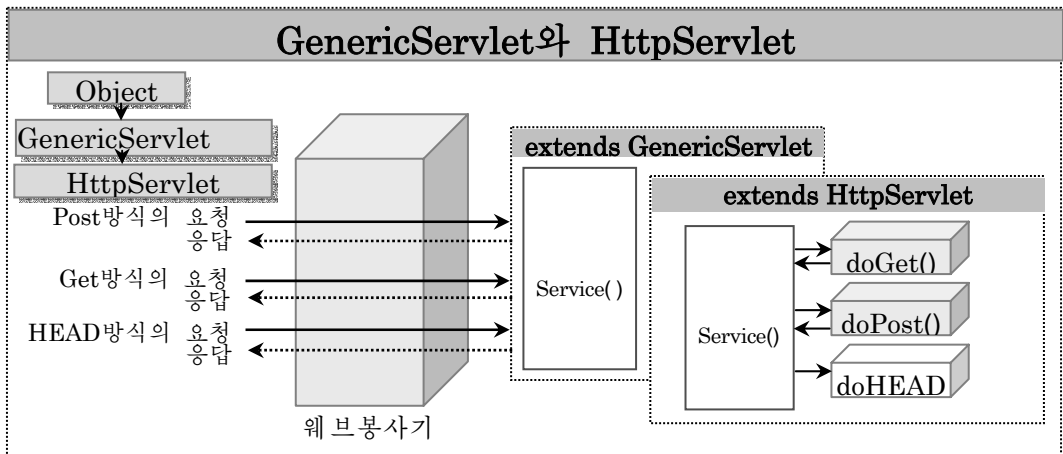 GenericServlet와 HttpServlet
Object
GenericServlet
HttpServlet
Post방식의 요청
응답
Get방식의 요청
응답
HEAD방식의 요청
응답
웨브봉사기
extends GenericServlet
Service( )
extends HttpServlet
Service()
doGet()
doPost()
doHEAD